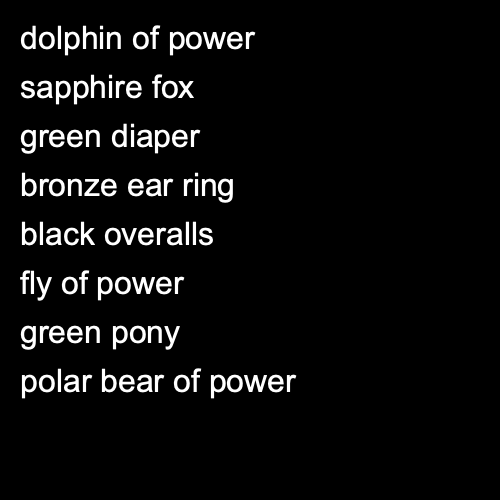 dolphin of power
sapphire fox
green diaper
bronze ear ring
black overalls
fly of power
green pony
polar bear of power